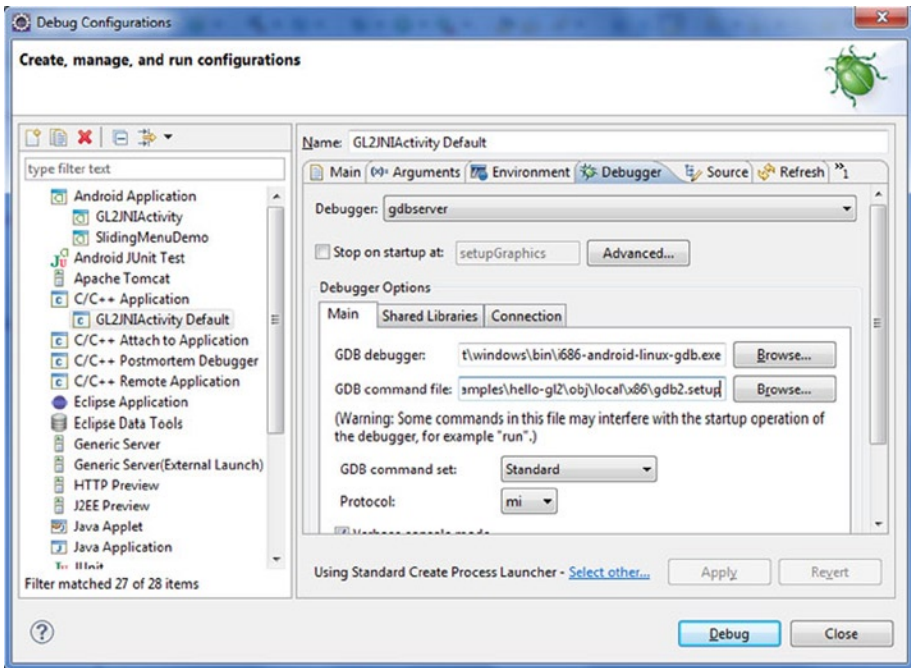 Debug Configurations
Create, manage, and run configurations
type filter text
Android Application
GL2JNIActivity
SlidingMenuDemo
Android JUnit Test
Apache Tomcat
C/C++ Application
GL2JNIActivity Default
C/C++ Attach to Application
C/C++ Postmortem Debugger
C/C++ Remote Application
Eclipse Application
Eclipse Data Tools
Generic Server
Generic Server(External Launch)
HTTP Preview
J2EE Preview
Java Applet
Java Application
JUnit
Filter matched 27 of 28 items
Name: GL2JNIActivity Default
Main Arguments Environment Debugger Source Refresh »1
Debugger: gdbserver
Stop on startup at: setupGraphics Advanced...
Debugger Options
Main Shared Libraries Connection
GDB debugger: t\windows\bin\i686-android-linux-gdb.exe Browse...
GDB command file: amples\hello-gl2\obj\local\x86\gdb2.setup Browse...
(Warning: Some commands in this file may interfere with the startup operation of
the debugger, for example "run".)
GDB command set: Standard
Protocol: mi
Verbose console mode
Using Standard Create Process Launcher - Select other... Apply Revert
Debug Close